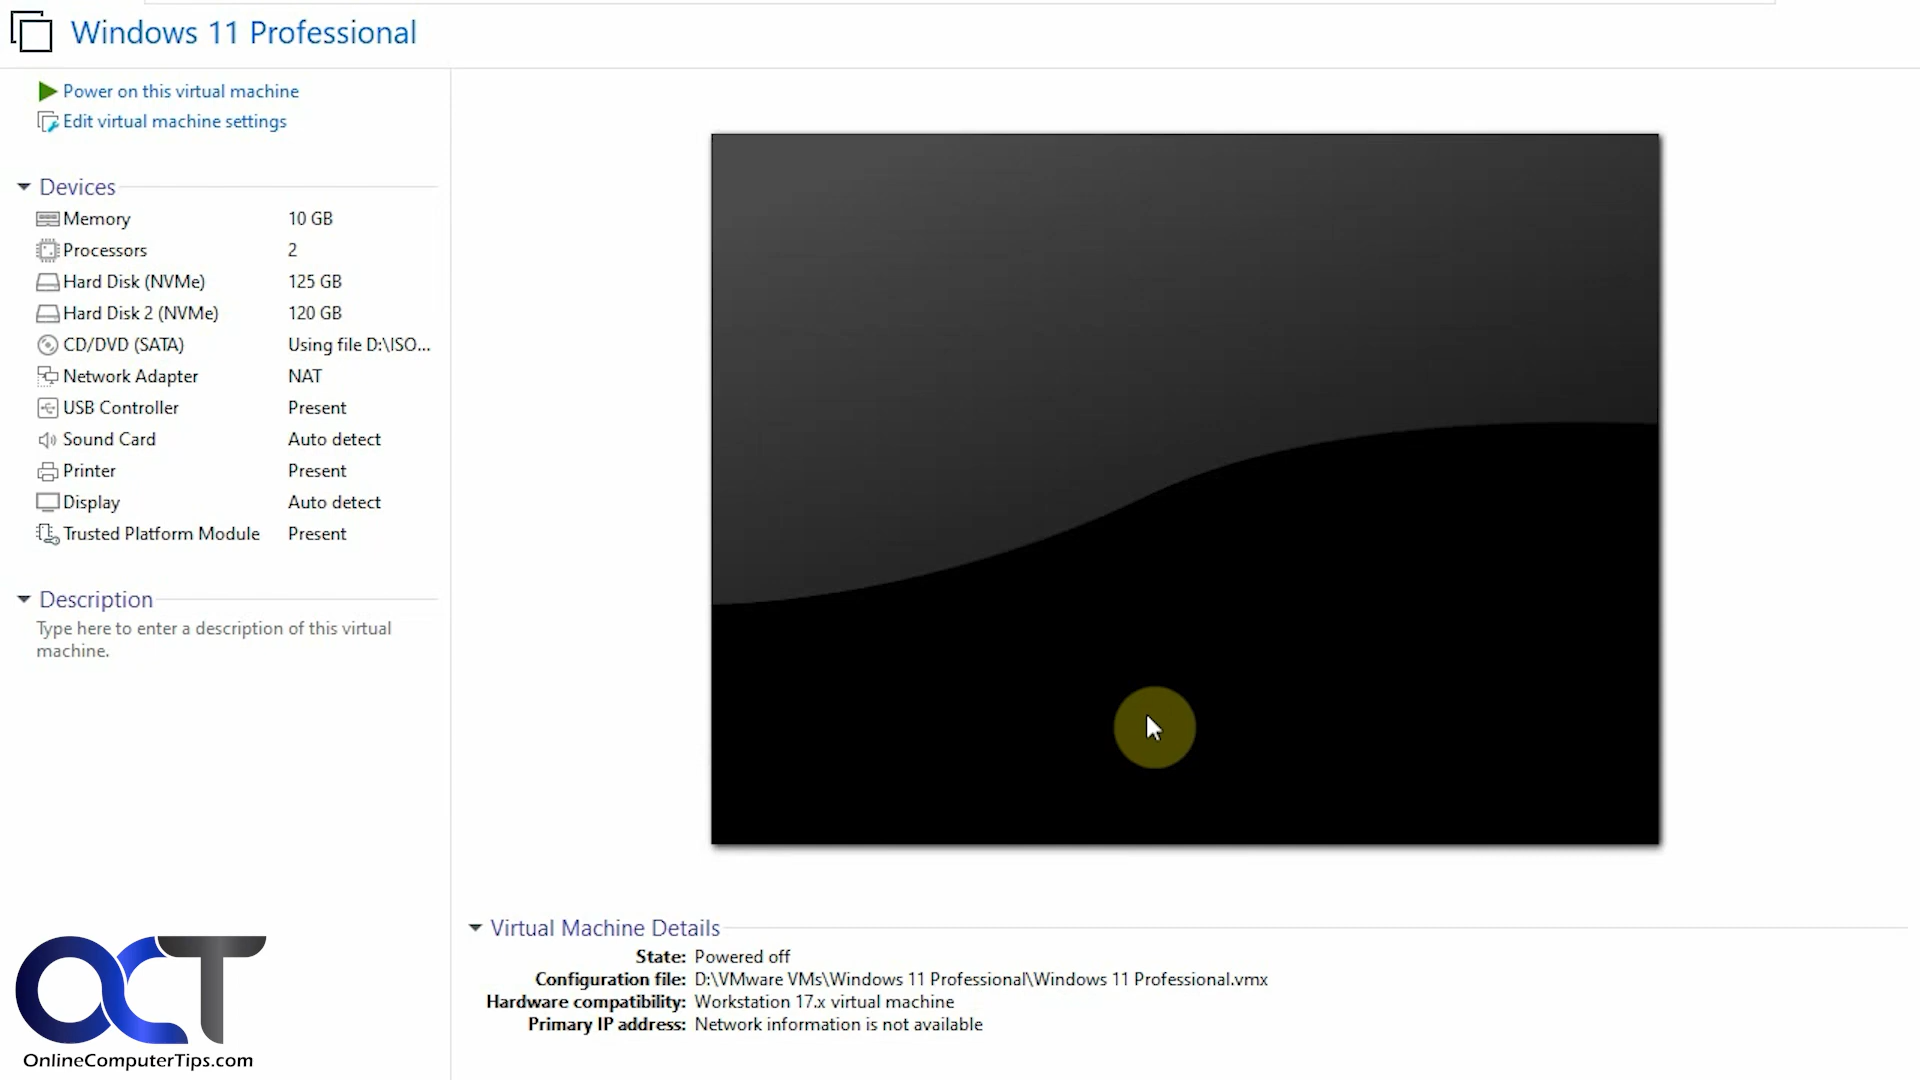 Windows 11 Professional
Power on this virtual machine
Edit virtual machine settings
Devices
Memory 10 GB
Processors 2
Hard Disk (NVMe) 125 GB
Hard Disk 2 (NVMe) 120 GB
CD/DVD (SATA) Using file D:\ISO...
Network Adapter NAT
USB Controller Present
Sound Card Auto detect
Printer Present
Display Auto detect
Trusted Platform Module Present
Description
Type here to enter a description of this virtual
machine.
Virtual Machine Details
State: Powered off
Configuration file: D:\VMware VMs\Windows 11 Professional\Windows 11 Professional.vmx
Hardware compatibility: Workstation 17.x virtual machine
Primary IP address: Network information is not available
OCT
OnlineComputerTips.com